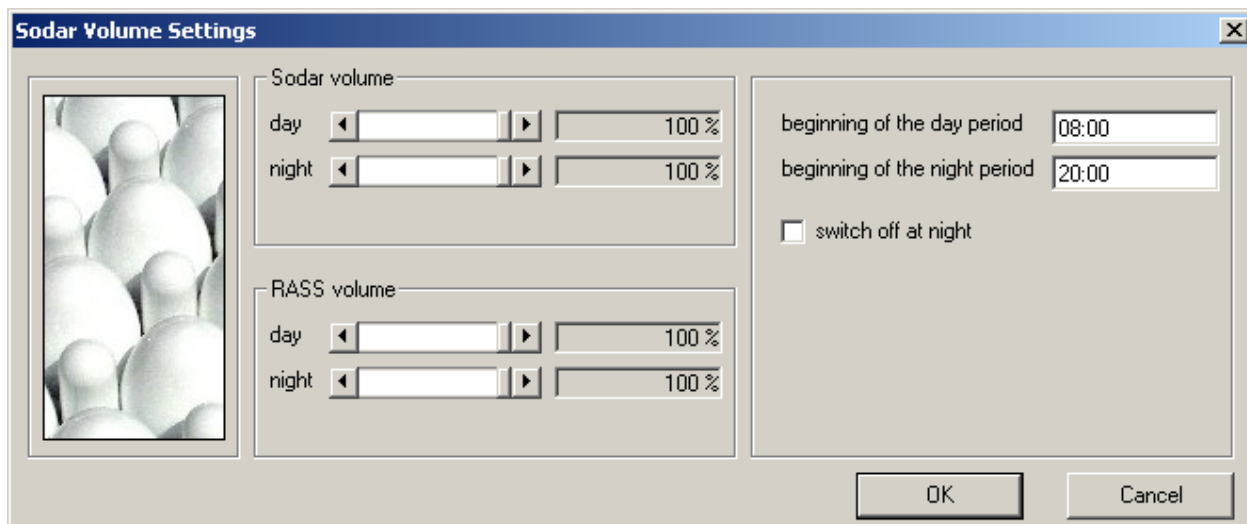 Sodar Volume Settings
Sodar volume
day 100 %
night 100 %
RASS volume
day 100 %
night 100 %
beginning of the day period 08:00
beginning of the night period 20:00
switch off at night
OK Cancel